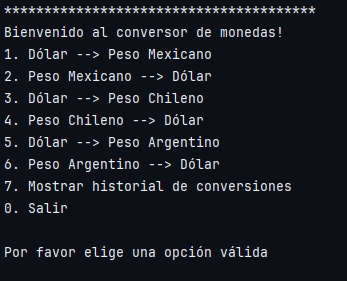 ***************************************
Bienvenido al conversor de monedas!
1. Dólar --> Peso Mexicano
2. Peso Mexicano --> Dólar
3. Dólar --> Peso Chileno
4. Peso Chileno --> Dólar
5. Dólar --> Peso Argentino
6. Peso Argentino --> Dólar
7. Mostrar historial de conversiones
0. Salir
Por favor elige una opción válida